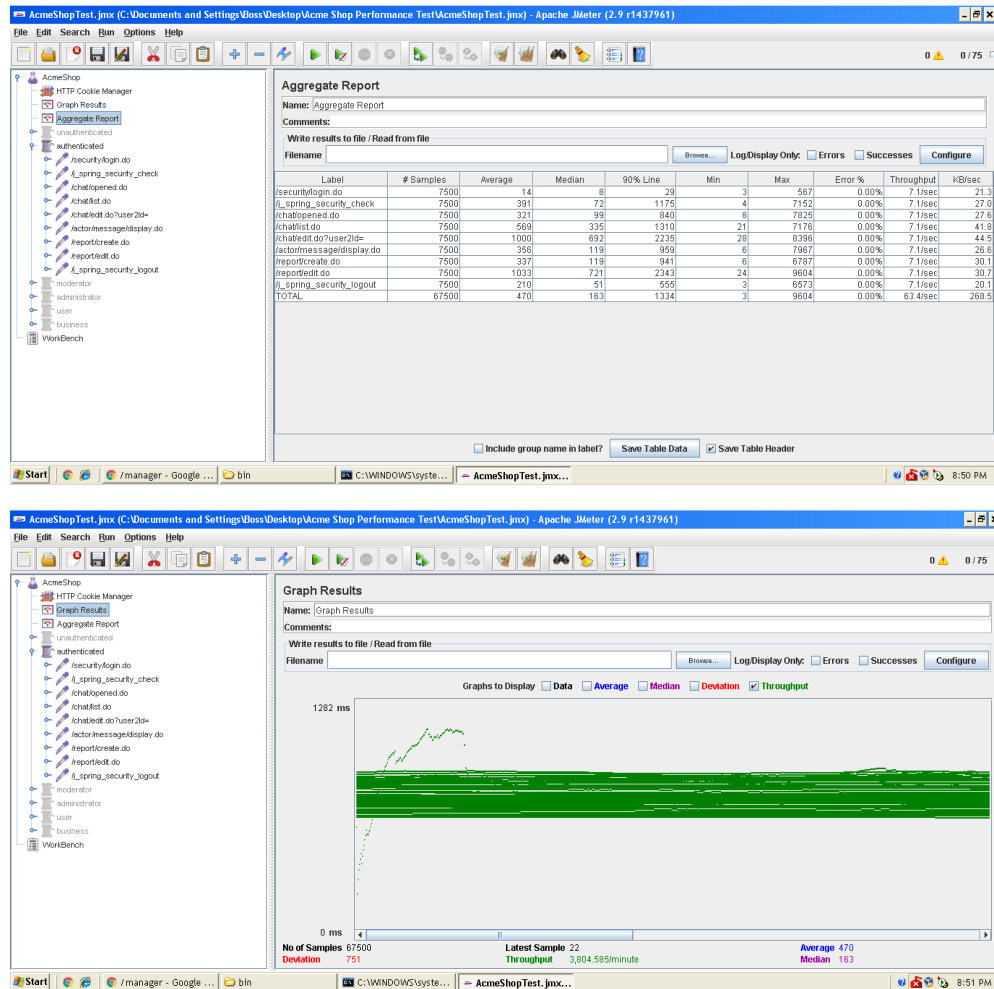 AcmeShopTest.jmx (C:\Documents and Settings\Boss\Desktop\Acme Shop Performance Test\AcmeShopTest.jmx) - Apache JMeter (2.9 r1437961)
File Edit Search Run Options Help
0 0/75
AcmeShop
HTTP Cookie Manager
Graph Results
Aggregate Report
unauthenticated
authenticated
/security/login.do
/j_spring_security_check
/chat/opened.do
/chat/list.do
/chat/edit.do?user2Id=
/actor/message/display.do
/report/create.do
/report/edit.do
/j_spring_security_logout
moderator
administrator
user
business
WorkBench
Aggregate Report
Name: Aggregate Report
Comments:
Write results to file / Read from file
Filename Browse... Log/Display Only: Errors Successes Configure
Label # Samples Average Median 90% Line Min Max Error % Throughput KB/sec
/security/login.do 7500 14 8 29 3 567 0.00% 7.1/sec 21.3
/j_spring_security_check 7500 391 72 1175 4 7152 0.00% 7.1/sec 27.0
/chat/opened.do 7500 321 99 840 8 7825 0.00% 7.1/sec 27.6
/chat/list.do 7500 569 335 1310 21 7176 0.00% 7.1/sec 41.8
/chat/edit.do?user2Id= 7500 1000 692 2235 28 8396 0.00% 7.1/sec 44.5
/actor/message/display.do 7500 356 119 959 6 7967 0.00% 7.1/sec 26.6
/report/create.do 7500 337 119 941 6 6787 0.00% 7.1/sec 30.1
/report/edit.do 7500 1033 721 2343 24 9604 0.00% 7.1/sec 30.7
/j_spring_security_logout 7500 210 51 555 3 6573 0.00% 7.1/sec 20.1
TOTAL 67500 470 163 1334 3 9604 0.00% 63.4/sec 268.5
Include group name in label? Save Table Data Save Table Header
Start /manager - Google ... bin C:\WINDOWS\syste... AcmeShopTest.jmx... 8:50 PM
AcmeShopTest.jmx (C:\Documents and Settings\Boss\Desktop\Acme Shop Performance Test\AcmeShopTest.jmx) - Apache JMeter (2.9 r1437961)
File Edit Search Run Options Help
0 0/75
AcmeShop
HTTP Cookie Manager
Graph Results
Aggregate Report
unauthenticated
authenticated
/security/login.do
/j_spring_security_check
/chat/opened.do
/chat/list.do
/chat/edit.do?user2Id=
/actor/message/display.do
/report/create.do
/report/edit.do
/j_spring_security_logout
moderator
administrator
user
business
WorkBench
Graph Results
Name: Graph Results
Comments:
Write results to file / Read from file
Filename Browse... Log/Display Only: Errors Successes Configure
Graphs to Display Data Average Median Deviation Throughput
1282 ms
0 ms
No of Samples 67500 Latest Sample 22 Average 470
Deviation 751 Throughput 3,804.585/minute Median 163
Start /manager - Google ... bin C:\WINDOWS\syste... AcmeShopTest.jmx... 8:51 PM